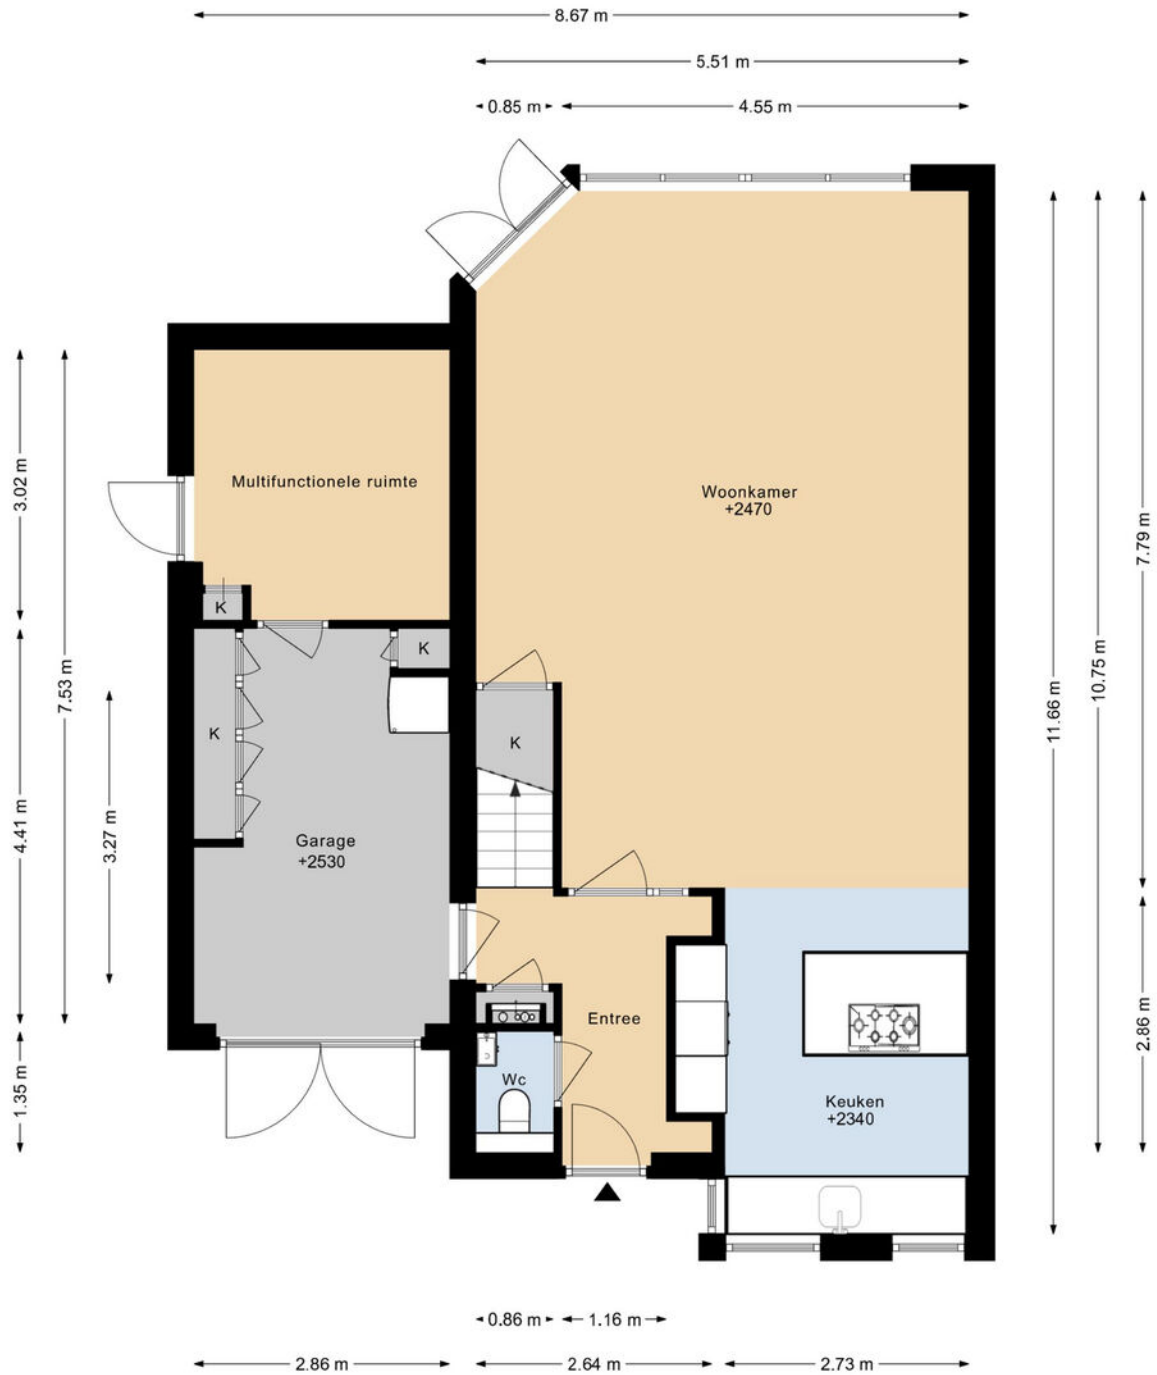 8.67 m
5.51 m
0.85 m
4.55 m
Multifunctionele ruimte
Woonkamer
+2470
3.02 m
7.79 m
K
K
K
K
7.53 m
10.75 m
11.66 m
4.41 m
3.27 m
Garage
+2530
Entree
2.86 m
1.35 m
Wc
Keuken
+2340
0.86 m
1.16 m
2.86 m
2.64 m
2.73 m